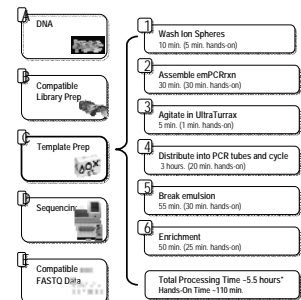 A
DNA
B
Compatible
Library Prep
C
Template Prep
D
Sequencing
E
Compatible
FASTQ Data
1
Wash Ion Spheres
10 min. (5 min. hands-on)
2
Assemble emPCRrxn
30 min. (30 min. hands-on)
3
Agitate in UltraTurrax
5 min. (1 min. hands-on)
4
Distribute into PCR tubes and cycle
3 hours. (20 min. hands-on)
5
Break emulsion
55 min. (30 min. hands-on)
6
Enrichment
50 min. (25 min. hands-on)
Total Processing Time ~5.5 hours*
Hands-On Time ~110 min.